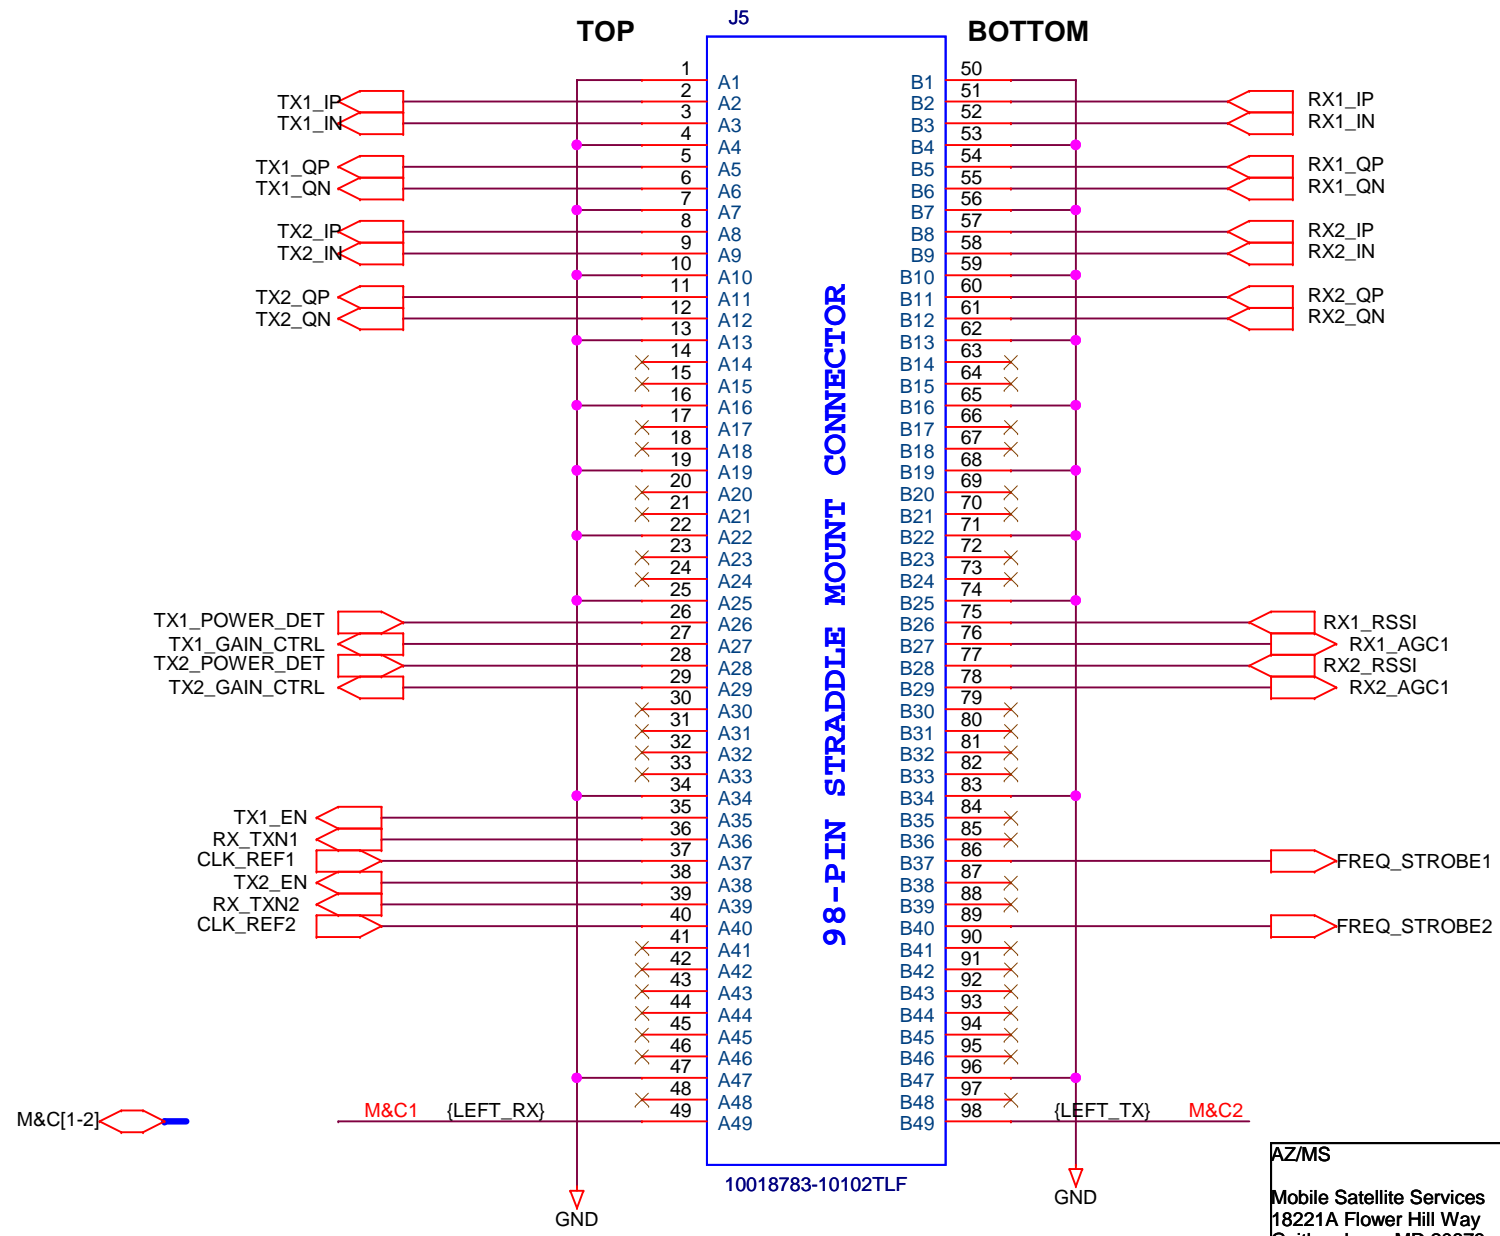 J5
TOP
BOTTOM
1 A1 B1 50
TX1_IP 2 A2 B2 51 RX1_IP
TX1_IN 3 A3 B3 52 RX1_IN
4 A4 B4 53
TX1_QP 5 A5 B5 54 RX1_QP
TX1_QN 6 A6 B6 55 RX1_QN
7 A7 B7 56
TX2_IP 8 A8 B8 57 RX2_IP
TX2_IN 9 A9 B9 58 RX2_IN
10 A10 B10 59
TX2_QP 11 A11 B11 60 RX2_QP
TX2_QN 12 A12 B12 61 RX2_QN
13 A13 B13 62
14 A14 B14 63
15 A15 B15 64
16 A16 B16 65
17 A17 B17 66
18 A18 B18 67
19 A19 B19 68
20 A20 B20 69
21 A21 B21 70
22 A22 B22 71
23 A23 B23 72
24 A24 B24 73
25 A25 B25 74
TX1_POWER_DET 26 A26 B26 75 RX1_RSSI
TX1_GAIN_CTRL 27 A27 B27 76 RX1_AGC1
TX2_POWER_DET 28 A28 B28 77 RX2_RSSI
TX2_GAIN_CTRL 29 A29 B29 78 RX2_AGC1
30 A30 B30 79
31 A31 B31 80
32 A32 B32 81
33 A33 B33 82
34 A34 B34 83
TX1_EN 35 A35 B35 84
RX_TXN1 36 A36 B36 85
CLK_REF1 37 A37 B37 86 FREQ_STROBE1
TX2_EN 38 A38 B38 87
RX_TXN2 39 A39 B39 88
CLK_REF2 40 A40 B40 89 FREQ_STROBE2
41 A41 B41 90
42 A42 B42 91
43 A43 B43 92
44 A44 B44 93
45 A45 B45 94
46 A46 B46 95
47 A47 B47 96
48 A48 B48 97
M&C[1-2] M&C1 {LEFT_RX} 49 A49 B49 98 {LEFT_TX} M&C2
98-PIN STRADDLE MOUNT CONNECTOR
10018783-10102TLF
GND
GND
AZ/MS
Mobile Satellite Services
18221A Flower Hill Way